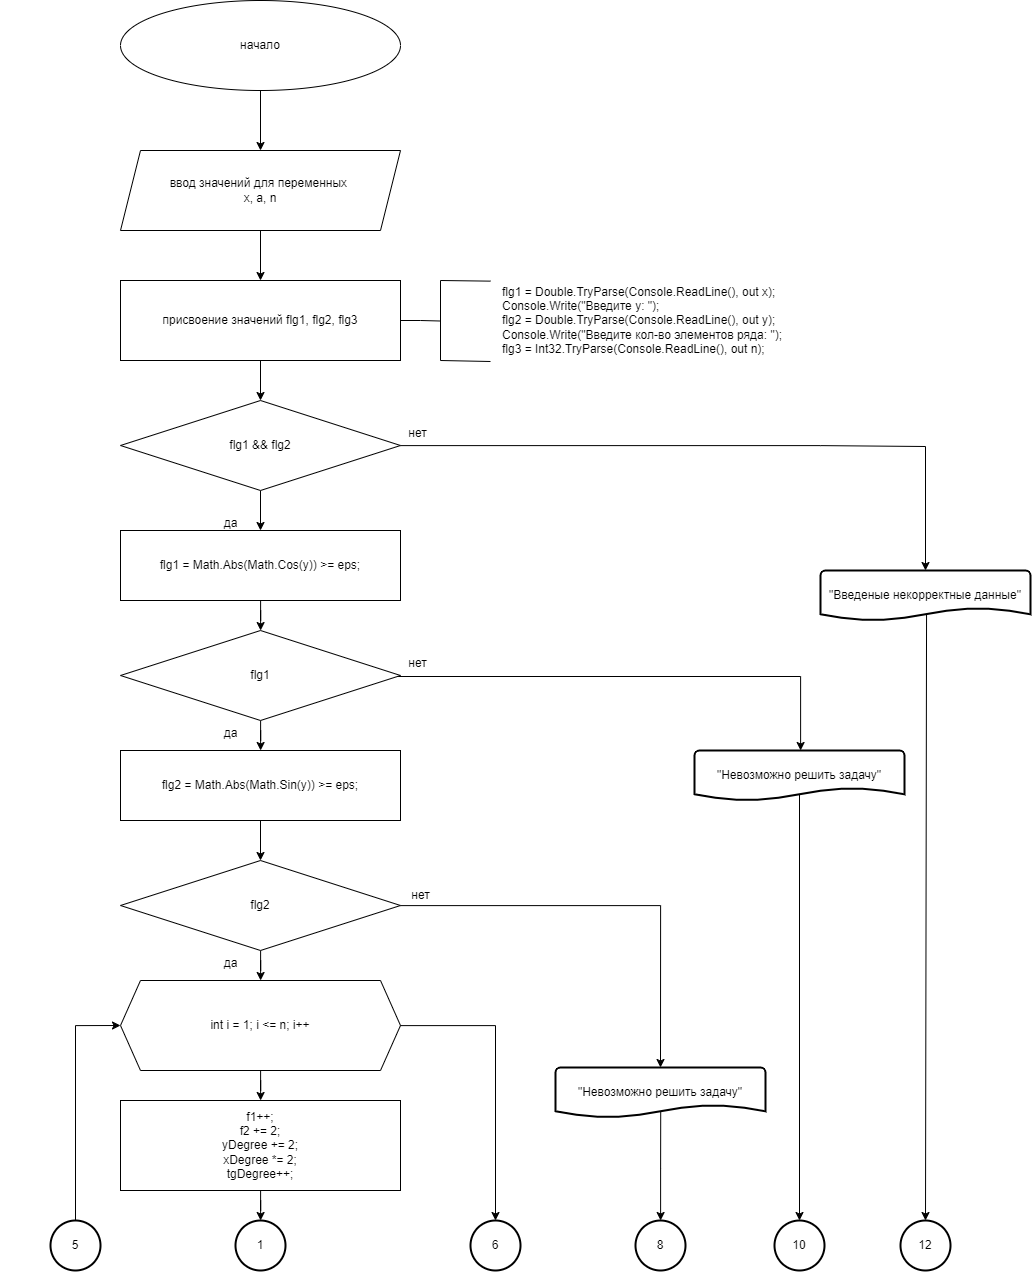 начало
ввод значений для переменных
x, a, n
присвоение значений flg1, flg2, flg3
flg1 = Double.TryParse(Console.ReadLine(), out x);
Console.Write("Введите y: ");
flg2 = Double.TryParse(Console.ReadLine(), out y);
Console.Write("Введите кол-во элементов ряда: ");
flg3 = Int32.TryParse(Console.ReadLine(), out n);
flg1 && flg2
нет
да
flg1 = Math.Abs(Math.Cos(y)) >= eps;
"Введеные некорректные данные"
flg1
нет
да
flg2 = Math.Abs(Math.Sin(y)) >= eps;
"Невозможно решить задачу"
flg2
нет
да
int i = 1; i <= n; i++
"Невозможно решить задачу"
f1++;
f2 += 2;
yDegree += 2;
xDegree *= 2;
tgDegree++;
5
1
6
8
10
12